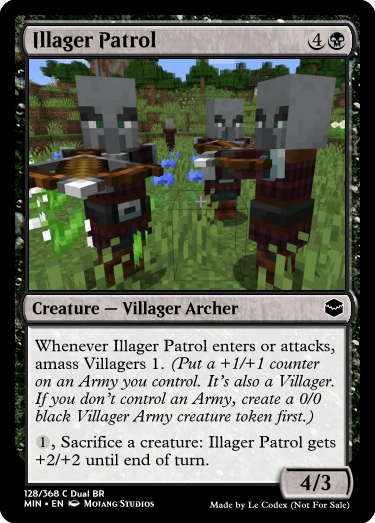 Illager Patrol 4
Creature — Villager Archer
Whenever Illager Patrol enters or attacks,
amass Villagers 1. (Put a +1/+1 counter
on an Army you control. It's also a Villager.
If you don't control an Army, create a 0/0
black Villager Army creature token first.)
1, Sacrifice a creature: Illager Patrol gets
+2/+2 until end of turn.
4/3
128/368 C Dual BR
MIN • EN Mojang Studios
Made by Le Codex (Not For Sale)